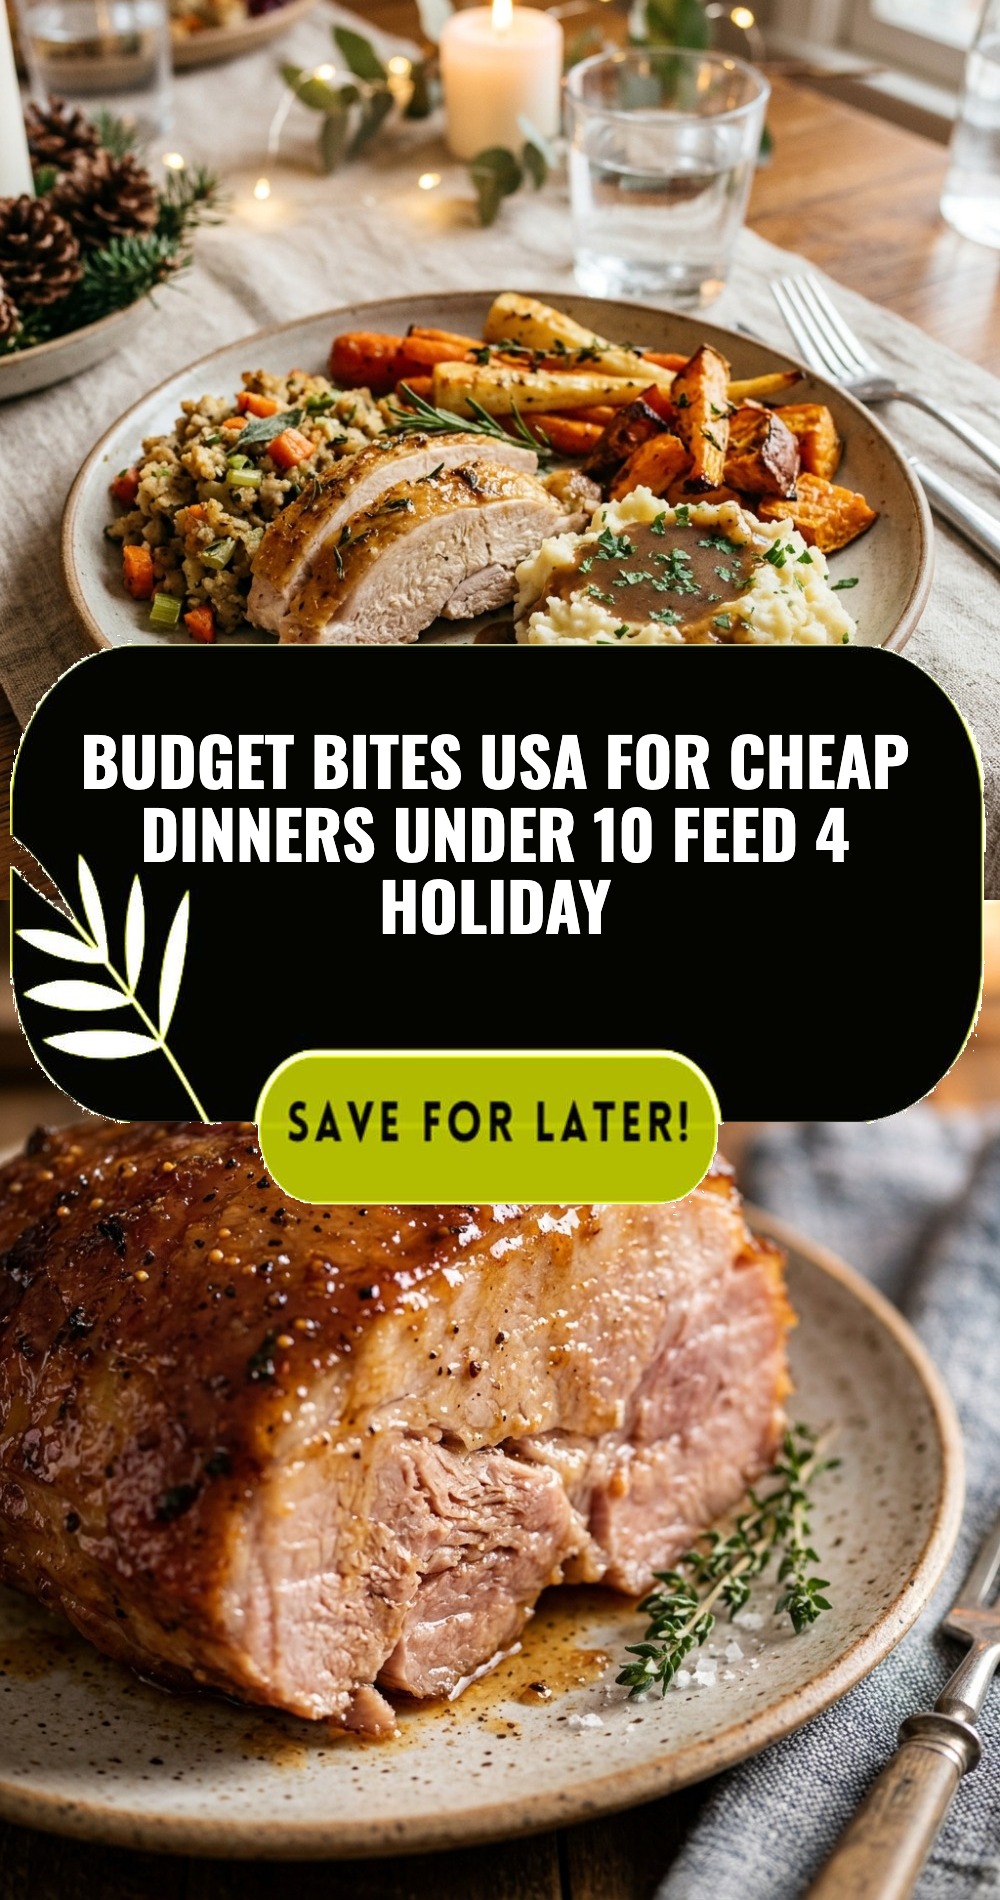 BUDGET BITES USA FOR CHEAP
DINNERS UNDER 10 FEED 4
HOLIDAY
SAVE FOR LATER!